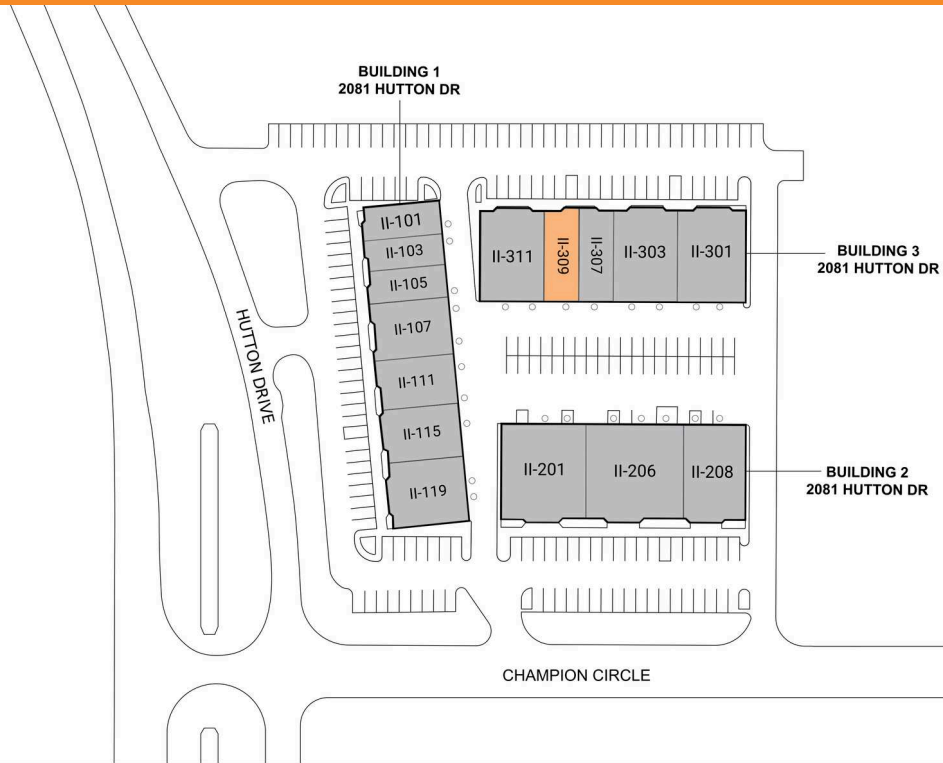 BUILDING 1
2081 HUTTON DR
II-101
II-103
II-105
II-107
II-111
II-115
II-119
II-311
II-309
II-307
II-303
II-301
BUILDING 3
2081 HUTTON DR
HUTTON DRIVE
II-201
II-206
II-208
BUILDING 2
2081 HUTTON DR
CHAMPION CIRCLE